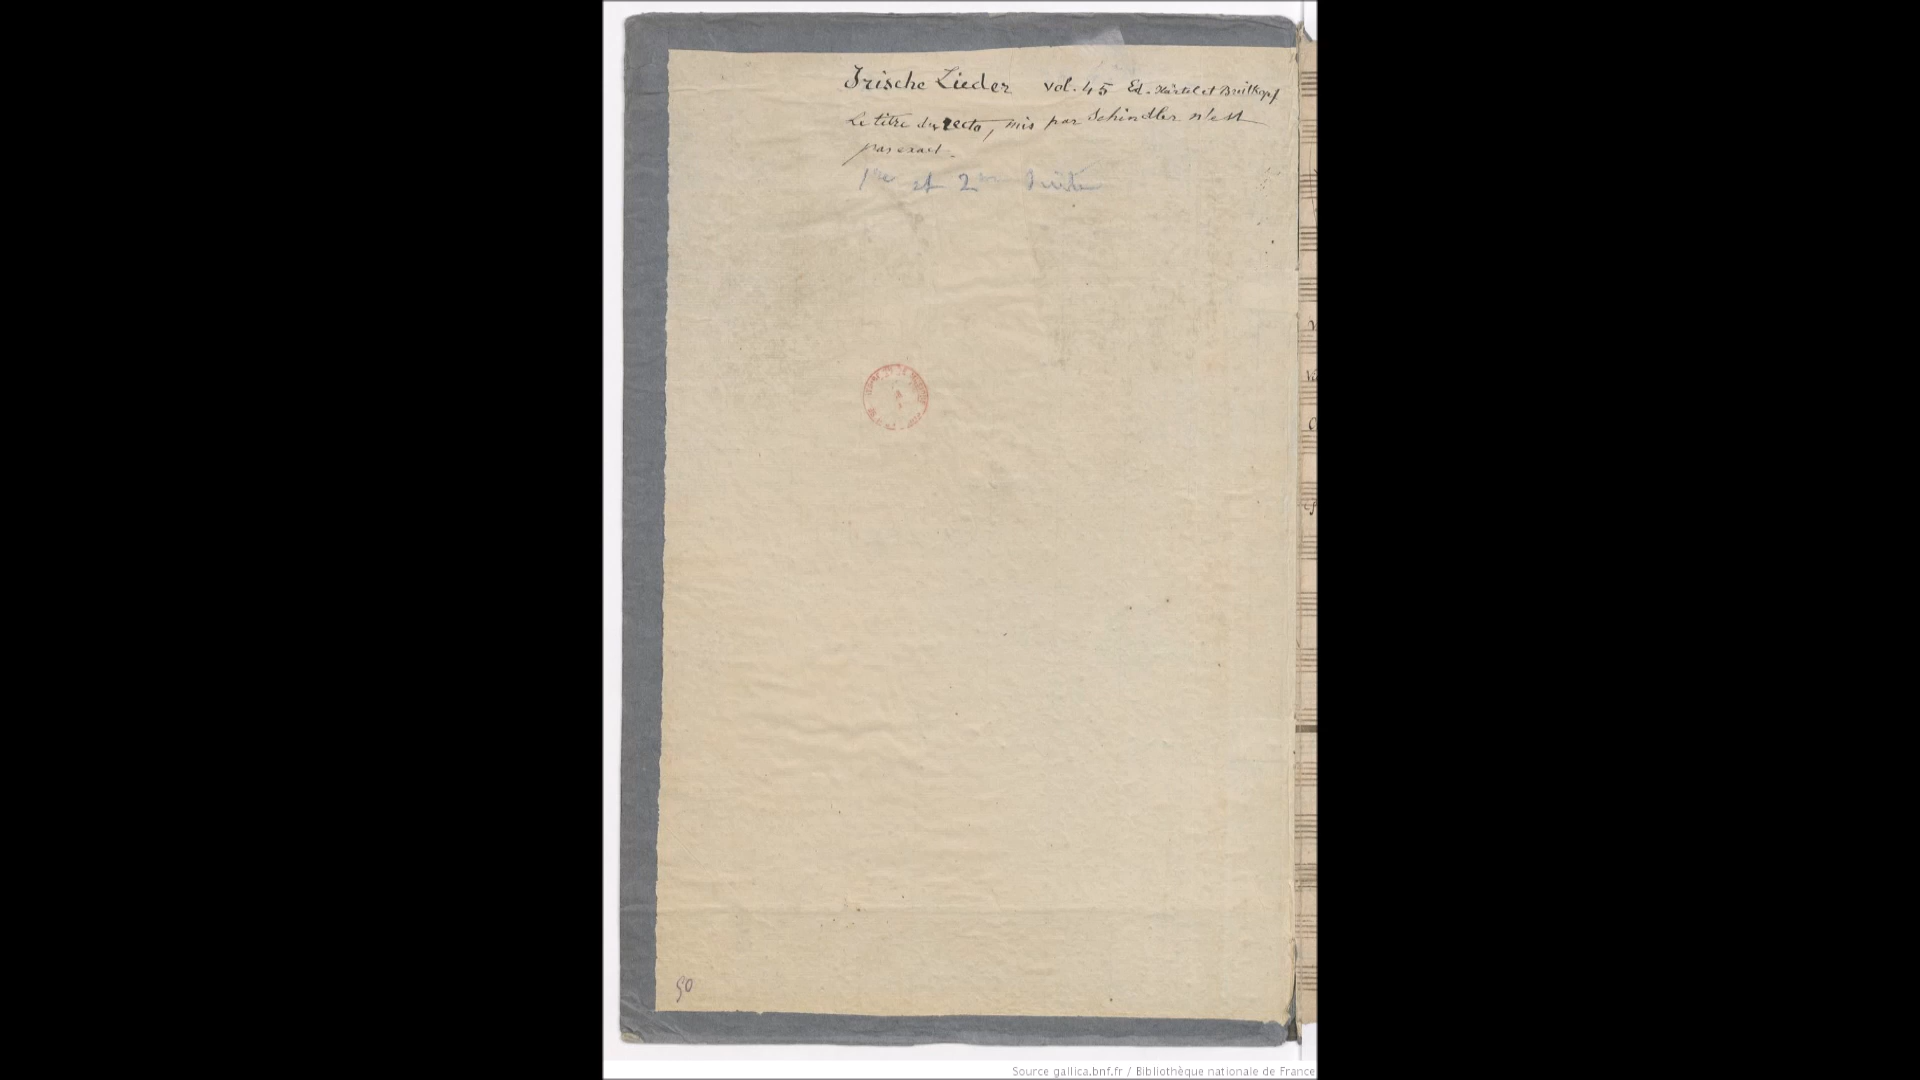 Irische Lieder vol. 45 Ed. Härtel et Breitkopf
Le titre du recto, mis par Schindler n'est
pas exact.
1re et 2me Suite
90
Source gallica.bnf.fr / Bibliothèque nationale de France